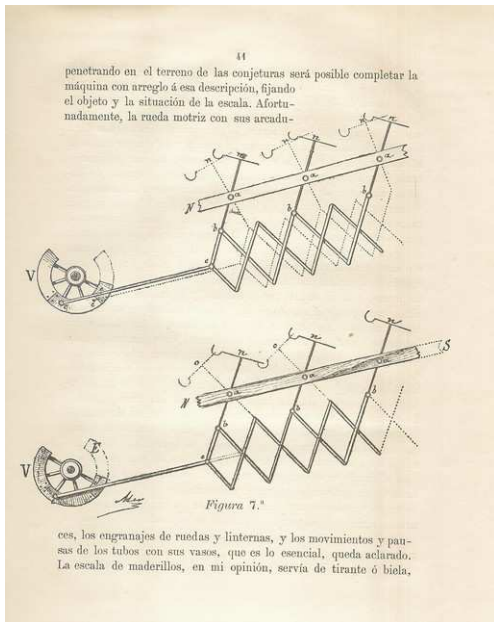 41
penetrando en el terreno de las conjeturas será posible completar la
máquina con arreglo á esa descripción, fijando
el objeto y la situación de la escala. Afortu-
nadamente, la rueda motriz con sus arcadu-
n n n
n m n
a a a
N
b b b
c
V
n n n
o o
S
a a a
N
b b b
c
V E
Figura 7.ª
ces, los engranajes de ruedas y linternas, y los movimientos y pau-
sas de los tubos con sus vasos, que es lo esencial, queda aclarado.
La escala de maderillos, en mi opinión, servía de tirante ó biela,